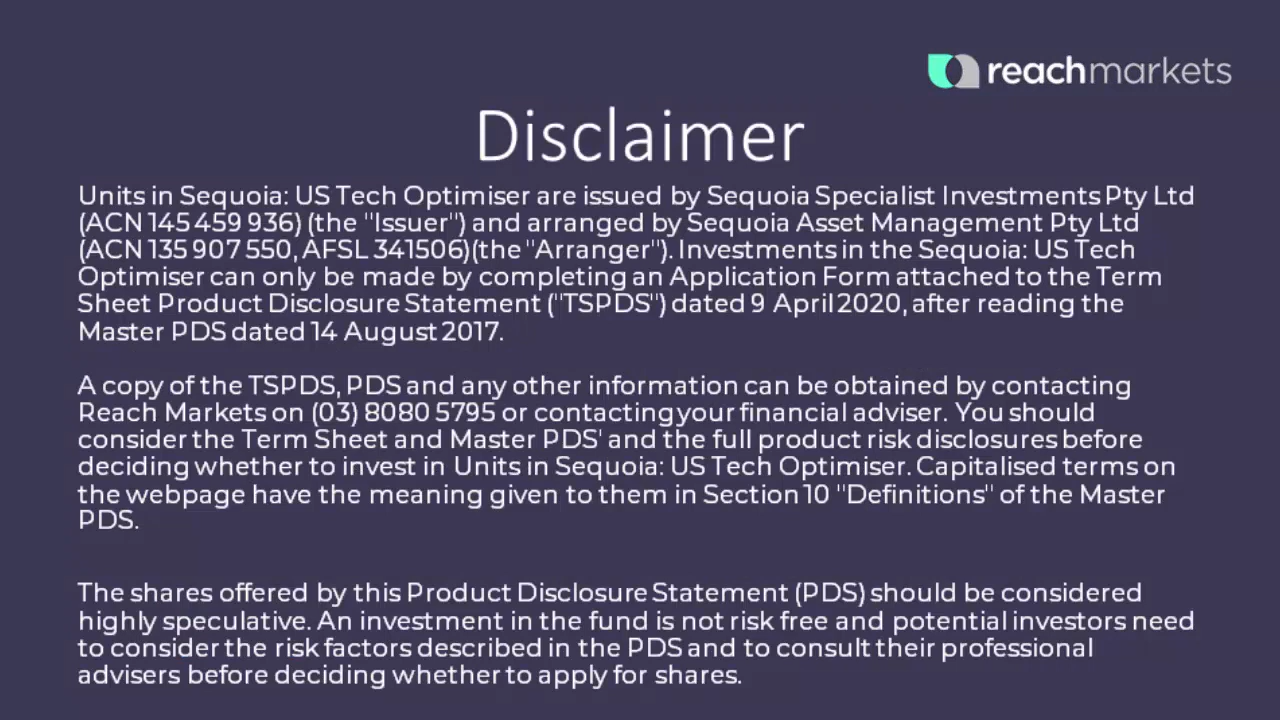 reachmarkets
Disclaimer
Units in Sequoia: US Tech Optimiser are issued by Sequoia Specialist Investments Pty Ltd
(ACN 145 459 936) (the "Issuer") and arranged by Sequoia Asset Management Pty Ltd
(ACN 135 907 550, AFSL 341506)(the "Arranger"). Investments in the Sequoia: US Tech
Optimiser can only be made by completing an Application Form attached to the Term
Sheet Product Disclosure Statement ("TSPDS") dated 9 April 2020, after reading the
Master PDS dated 14 August 2017.
A copy of the TSPDS, PDS and any other information can be obtained by contacting
Reach Markets on (03) 8080 5795 or contacting your financial adviser. You should
consider the Term Sheet and Master PDS' and the full product risk disclosures before
deciding whether to invest in Units in Sequoia: US Tech Optimiser. Capitalised terms on
the webpage have the meaning given to them in Section 10 "Definitions" of the Master
PDS.
The shares offered by this Product Disclosure Statement (PDS) should be considered
highly speculative. An investment in the fund is not risk free and potential investors need
to consider the risk factors described in the PDS and to consult their professional
advisers before deciding whether to apply for shares.